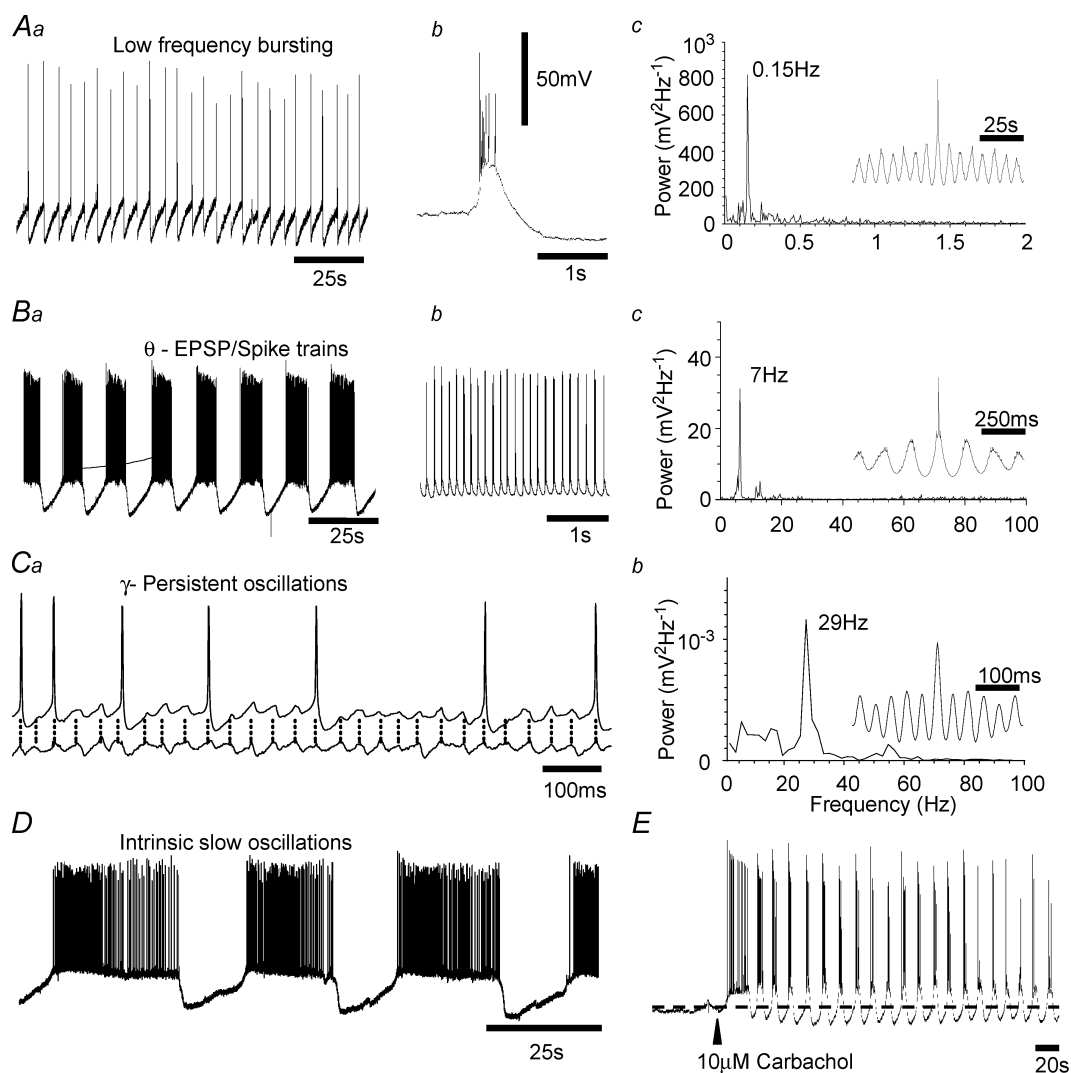 Aa
Low frequency bursting
25s
b
50mV
1s
c
Power (mV²Hz⁻¹)
10³
800
600
400
200
0
0.15Hz
25s
0 0.5 1 1.5 2
Ba
θ - EPSP/Spike trains
25s
b
1s
c
Power (mV²Hz⁻¹)
40
20
0
7Hz
250ms
0 20 40 60 80 100
Ca
γ- Persistent oscillations
100ms
b
Power (mV²Hz⁻¹)
10⁻³
0
29Hz
100ms
0 20 40 60 80 100
Frequency (Hz)
D
Intrinsic slow oscillations
25s
E
10μM Carbachol
20s